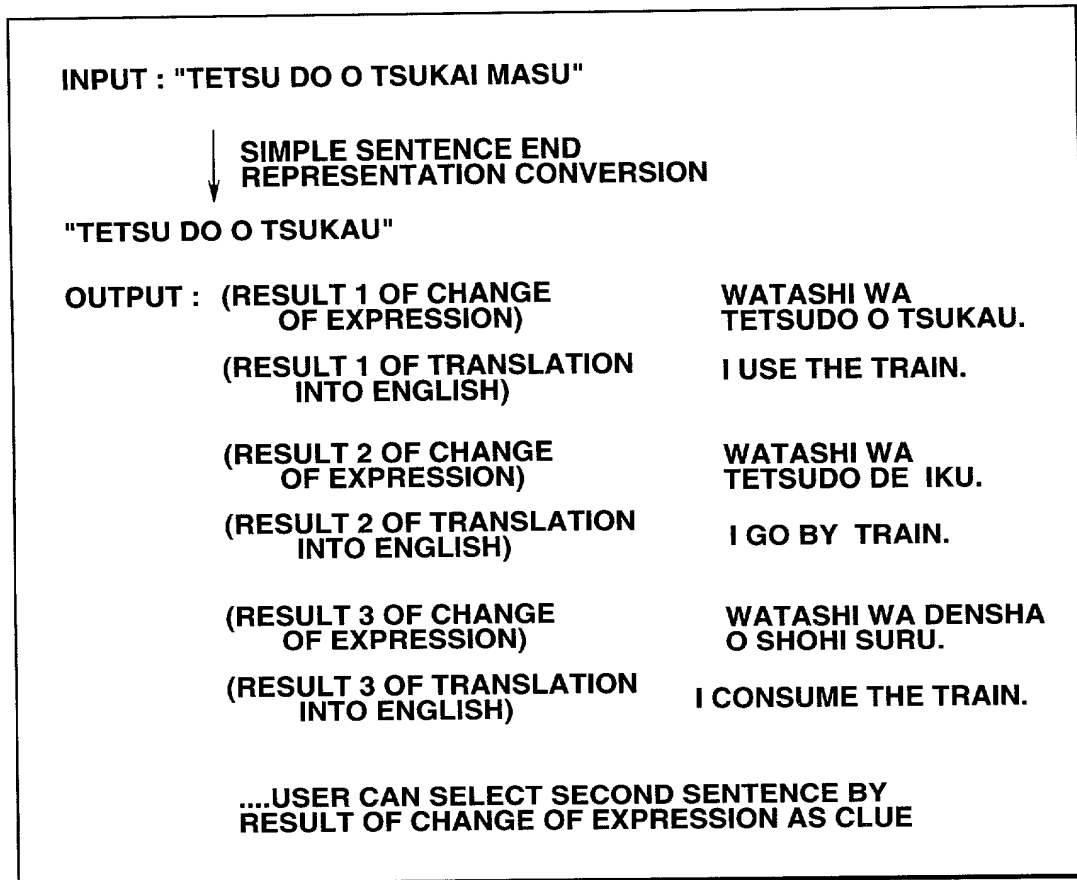 INPUT : "TETSU DO O TSUKAI MASU"
SIMPLE SENTENCE END
REPRESENTATION CONVERSION
"TETSU DO O TSUKAU"
OUTPUT : (RESULT 1 OF CHANGE OF EXPRESSION) WATASHI WA TETSUDO O TSUKAU.
(RESULT 1 OF TRANSLATION INTO ENGLISH) I USE THE TRAIN.
(RESULT 2 OF CHANGE OF EXPRESSION) WATASHI WA TETSUDO DE IKU.
(RESULT 2 OF TRANSLATION INTO ENGLISH) I GO BY TRAIN.
(RESULT 3 OF CHANGE OF EXPRESSION) WATASHI WA DENSHA O SHOHI SURU.
(RESULT 3 OF TRANSLATION INTO ENGLISH) I CONSUME THE TRAIN.
....USER CAN SELECT SECOND SENTENCE BY
RESULT OF CHANGE OF EXPRESSION AS CLUE